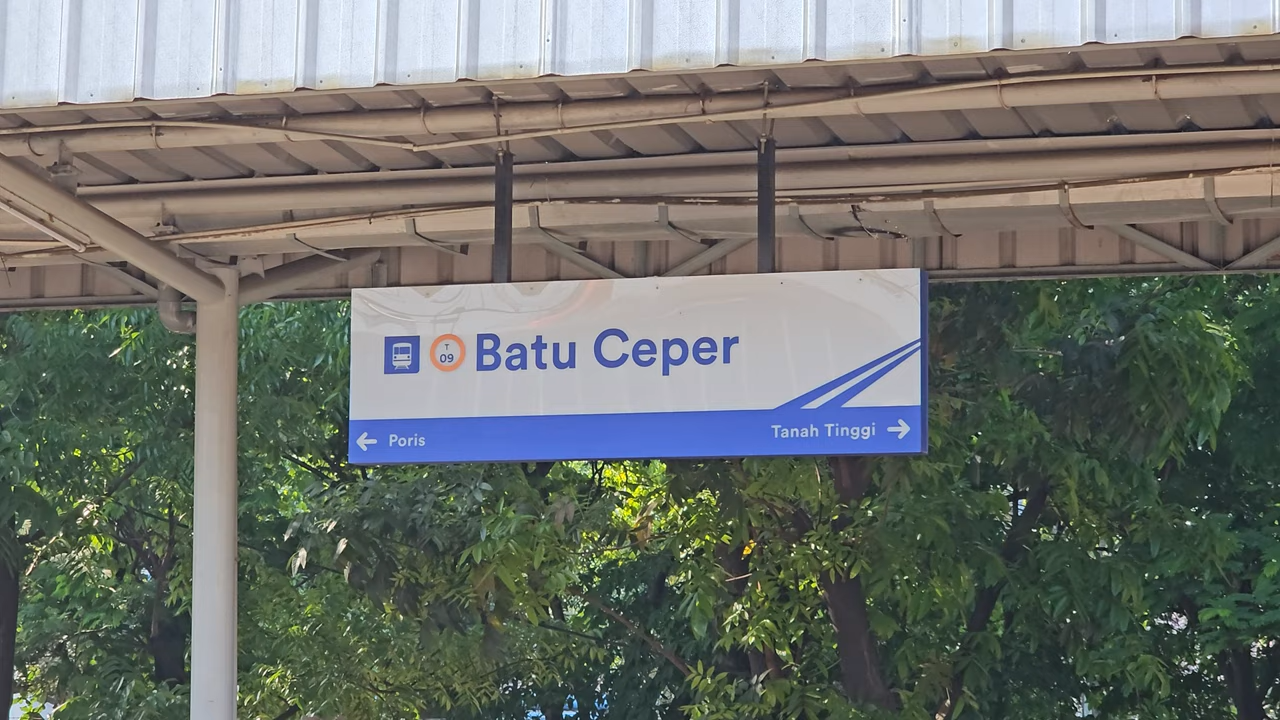 T
09
Batu Ceper
← Poris
Tanah Tinggi →